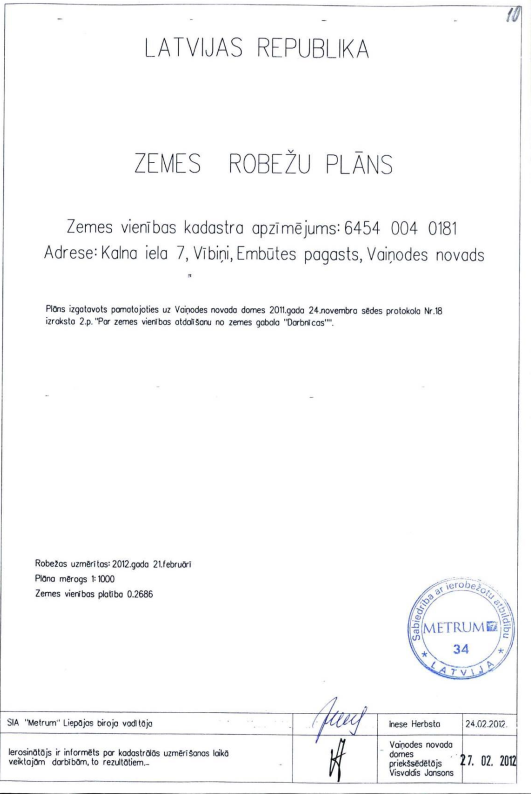 10
LATVIJAS REPUBLIKA
ZEMES ROBEŽU PLĀNS
Zemes vienības kadastra apzīmējums: 6454 004 0181
Adrese: Kalna iela 7, Vībiņi, Embūtes pagasts, Vaiņodes novads
Plāns izgatavots pamatojoties uz Vaiņodes novada domes 2011.gada 24.novembra sēdes protokola Nr.18
izraksta 2.p. "Par zemes vienības atdalīšanu no zemes gabala "Darbnīcas"".
Robežas uzmērītas: 2012.gada 21.februārī
Plāna mērogs 1:1000
Zemes vienības platība 0.2686
Sabiedrība ar ierobežotu atbildību
METRUM
34
* LATVIJA *
SIA "Metrum" Liepājas biroja vadītāja
Inese Herbsta
24.02.2012.
Ierosinātājs ir informēts par kadastrālās uzmērīšanas laikā
veiktajām darbībām, to rezultātiem...
Vaiņodes novada
domes
priekšsēdētājs
Visvaldis Jansons
27. 02. 2012